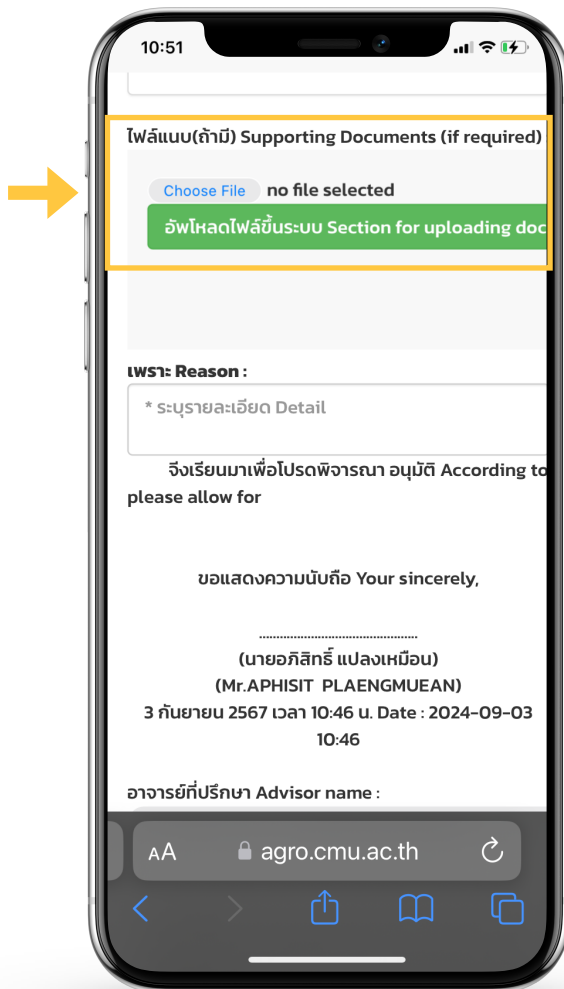 10:51
ไฟล์แนบ(ถ้ามี) Supporting Documents (if required)
Choose File no file selected
อัพโหลดไฟล์ขึ้นระบบ Section for uploading doc
เพราะ Reason :
* ระบุรายละเอียด Detail
จึงเรียนมาเพื่อโปรดพิจารณา อนุมัติ According to
please allow for
ขอแสดงความนับถือ Your sincerely,
..............................................
(นายอภิสิทธิ์ แปลงเหมือน)
(Mr.APHISIT PLAENGMUEAN)
3 กันยายน 2567 เวลา 10:46 น. Date : 2024-09-03
10:46
อาจารย์ที่ปรึกษา Advisor name :
AA agro.cmu.ac.th